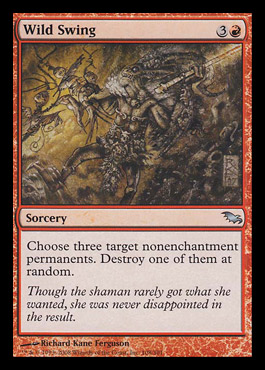 Wild Swing 3
Sorcery
Choose three target nonenchantment
permanents. Destroy one of them at
random.
Though the shaman rarely got what she
wanted, she was never disappointed in
the result.
Richard Kane Ferguson